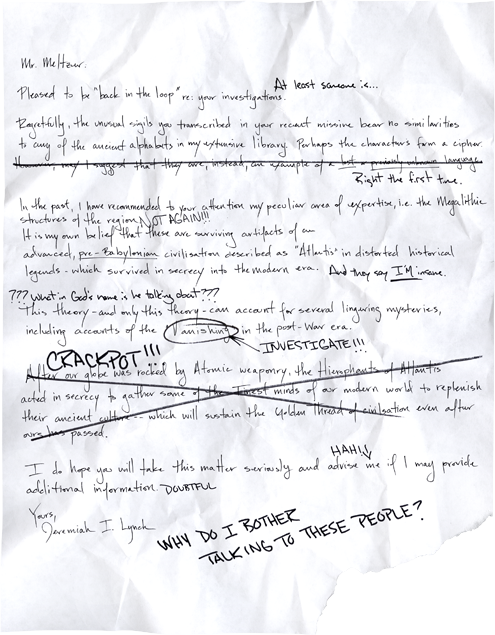 Mr. Meltzer.
At least someone is...
Pleased to be "back in the loop" re: your investigations.
Regretfully, the unusual sigils you transcribed in your recent missive bear no similarities
to any of the ancient alphabets in my extensive library. Perhaps the characters form a cipher
However, may I suggest that they are, instead, an example of a lost or previously unknown language.
Right the first time.
In the past, I have recommended to your attention my peculiar area of expertise, i.e. the Megalithic
structures of the region. NOT AGAIN!!!
It is my own belief that these are surviving artifacts of an
advanced, pre-Babylonian civilisation described as "Atlantis" in distorted historical
legends - which survived in secrecy into the modern era. And they say I'M insane.
??? What in God's name is he talking about???
This theory - and only this theory - can account for several lingering mysteries,
including accounts of the Vanishing in the post-War era.
INVESTIGATE!!!
CRACKPOT!!!
After our globe was rocked by Atomic weaponry, the Hierophants of Atlantis
acted in secrecy to gather some of the finest minds of our modern world to replenish
their ancient culture -- which will sustain the Golden Thread of civilisation even after
ours has passed.
HAH!
I do hope you will take this matter seriously and advise me if I may provide
additional information. DOUBTFUL
Yours,
Jeremiah I. Lynch
WHY DO I BOTHER
TALKING TO THESE PEOPLE?